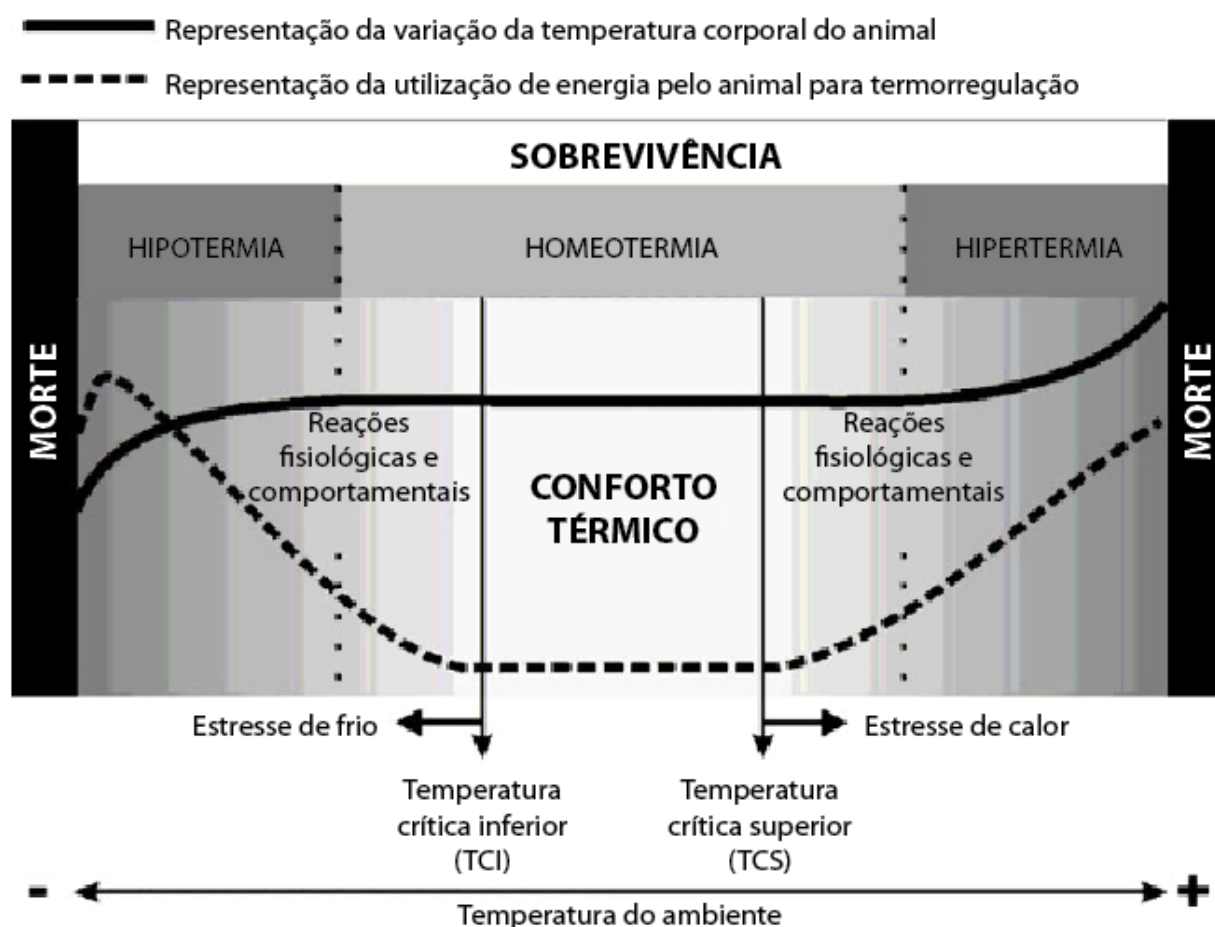 Representação da variação da temperatura corporal do animal
Representação da utilização de energia pelo animal para termorregulação
SOBREVIVÊNCIA
HIPOTERMIA
HOMEOTERMIA
HIPERTERMIA
MORTE
MORTE
Reações
fisiológicas e
comportamentais
CONFORTO
TÉRMICO
Reações
fisiológicas e
comportamentais
Estresse de frio
Estresse de calor
Temperatura
crítica inferior
(TCI)
Temperatura
crítica superior
(TCS)
-
+
Temperatura do ambiente